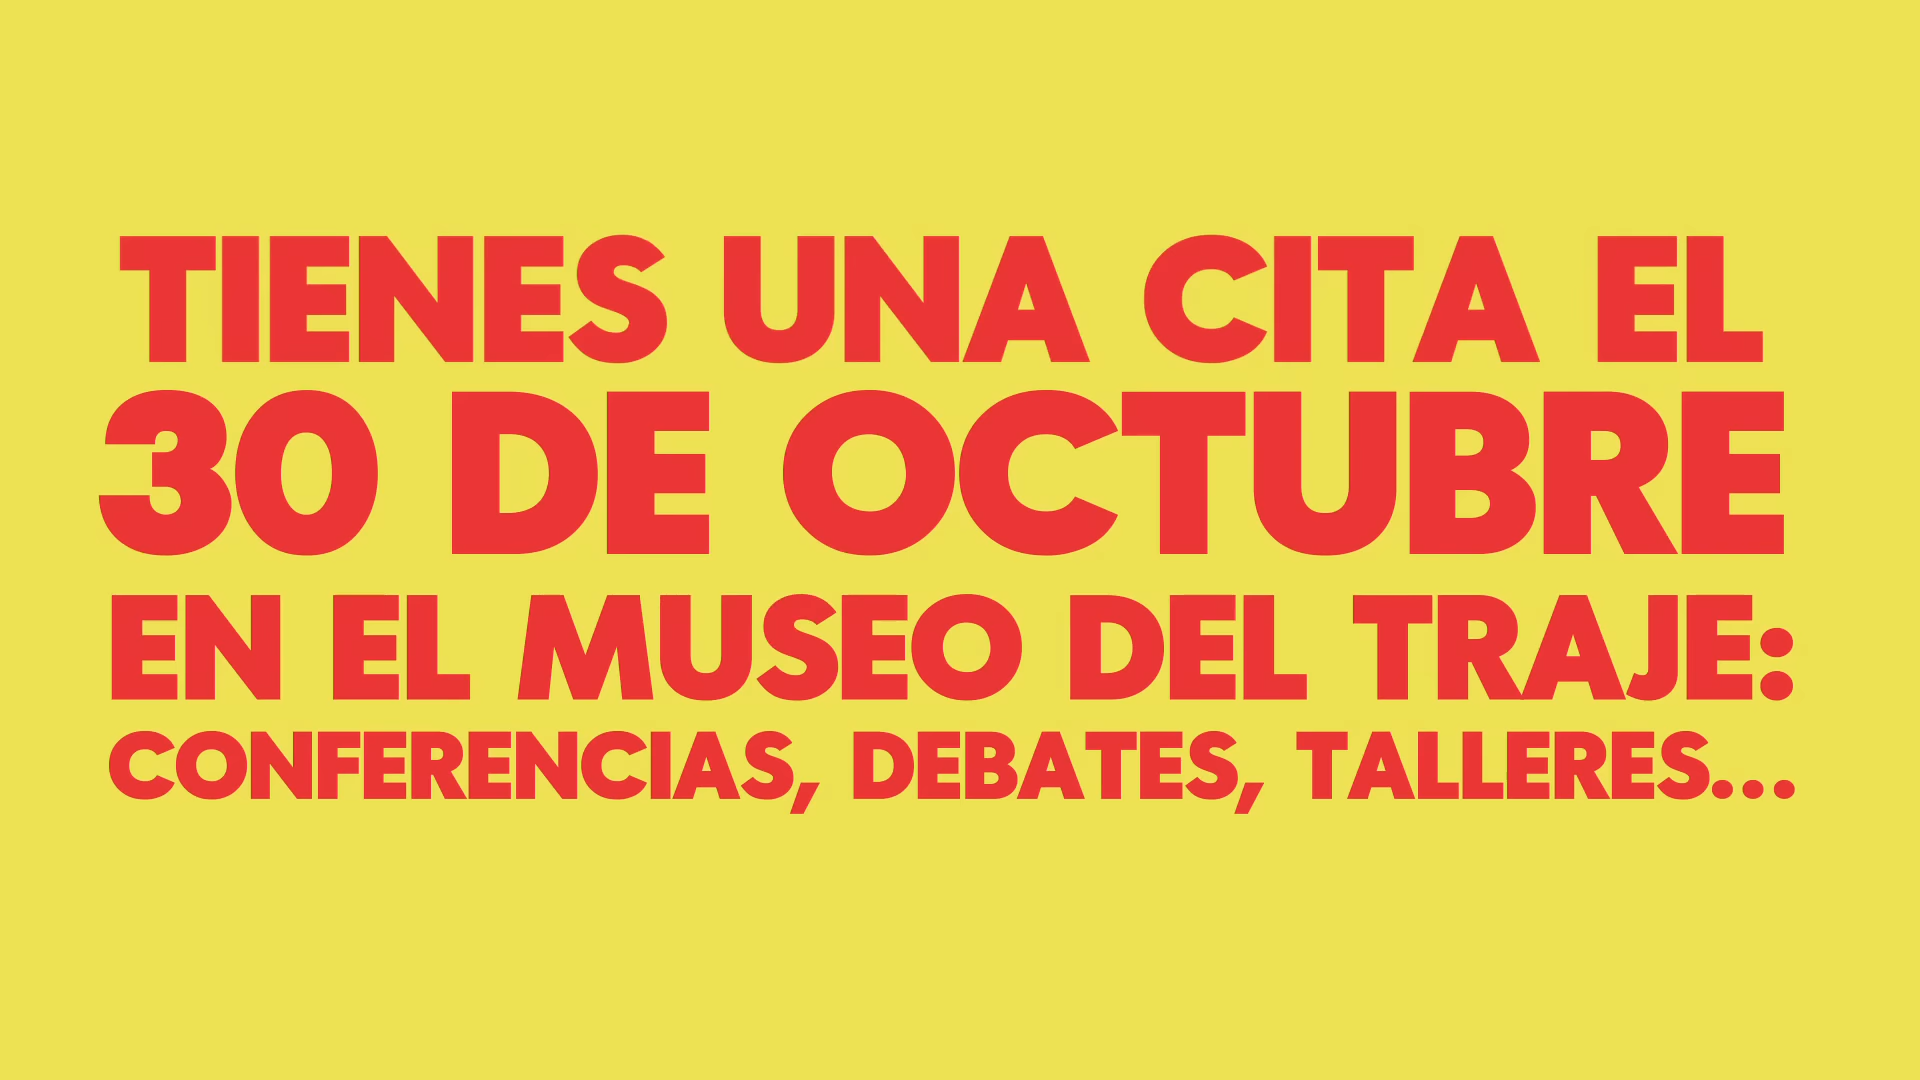 TIENES UNA CITA EL
30 DE OCTUBRE
EN EL MUSEO DEL TRAJE:
CONFERENCIAS, DEBATES, TALLERES...